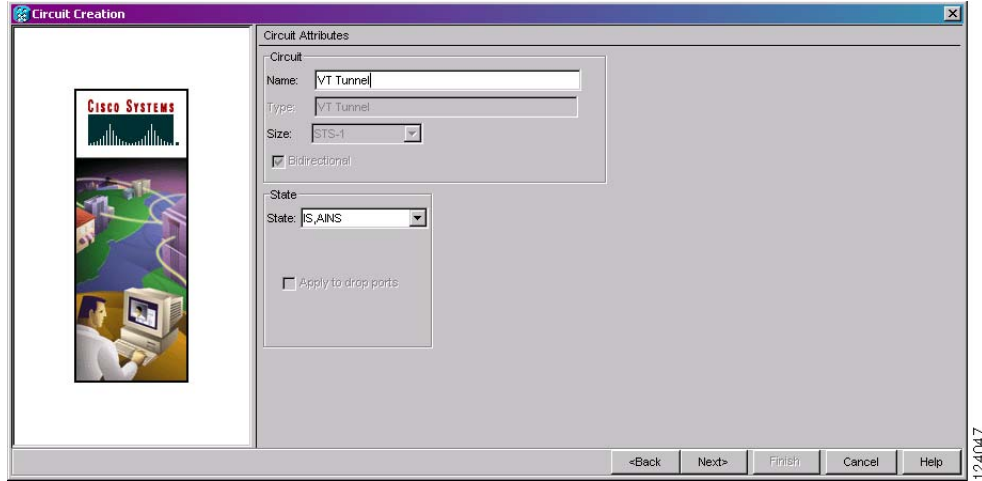 Circuit Creation
Circuit Attributes
Circuit
Name: VT Tunnel
Type: VT Tunnel
Size: STS-1
Bidirectional
State
State: IS,AINS
Apply to drop ports
CISCO SYSTEMS
<Back Next> Finish Cancel Help
124047